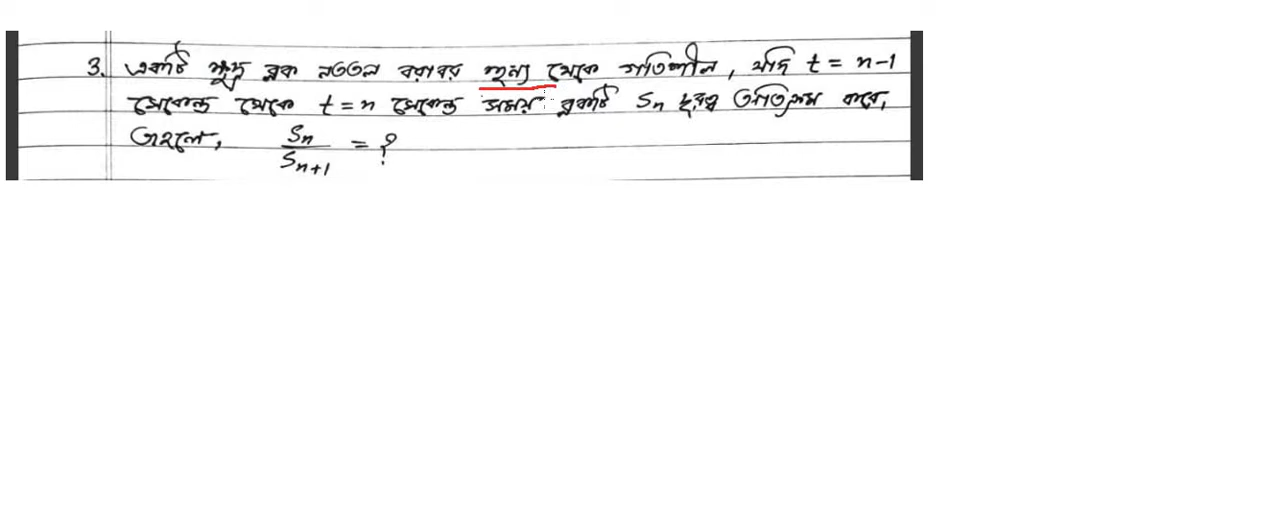 3. একটি ক্ষুদ্র ব্লক নততল বরাবর শূন্য থেকে গতিশীল, যদি t = n-1
সেকেন্ড থেকে t = n সেকেন্ড সময়ে ব্লকটি Sn দূরত্ব অতিক্রম করে,
তাহলে, Sn/Sn+1 = ?